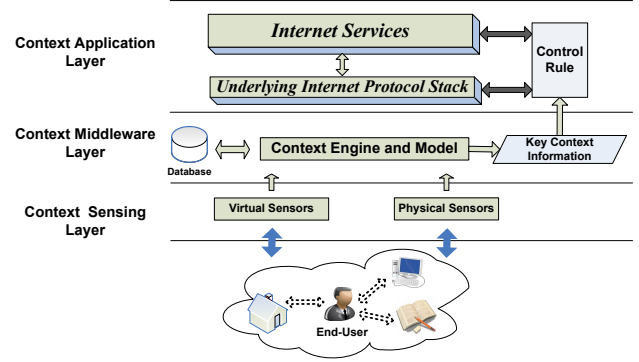 Context Application
Layer
Internet Services
Underlying Internet Protocol Stack
Control
Rule
Context Middleware
Layer
Database
Context Engine and Model
Key Context
Information
Context Sensing
Layer
Virtual Sensors
Physical Sensors
End-User